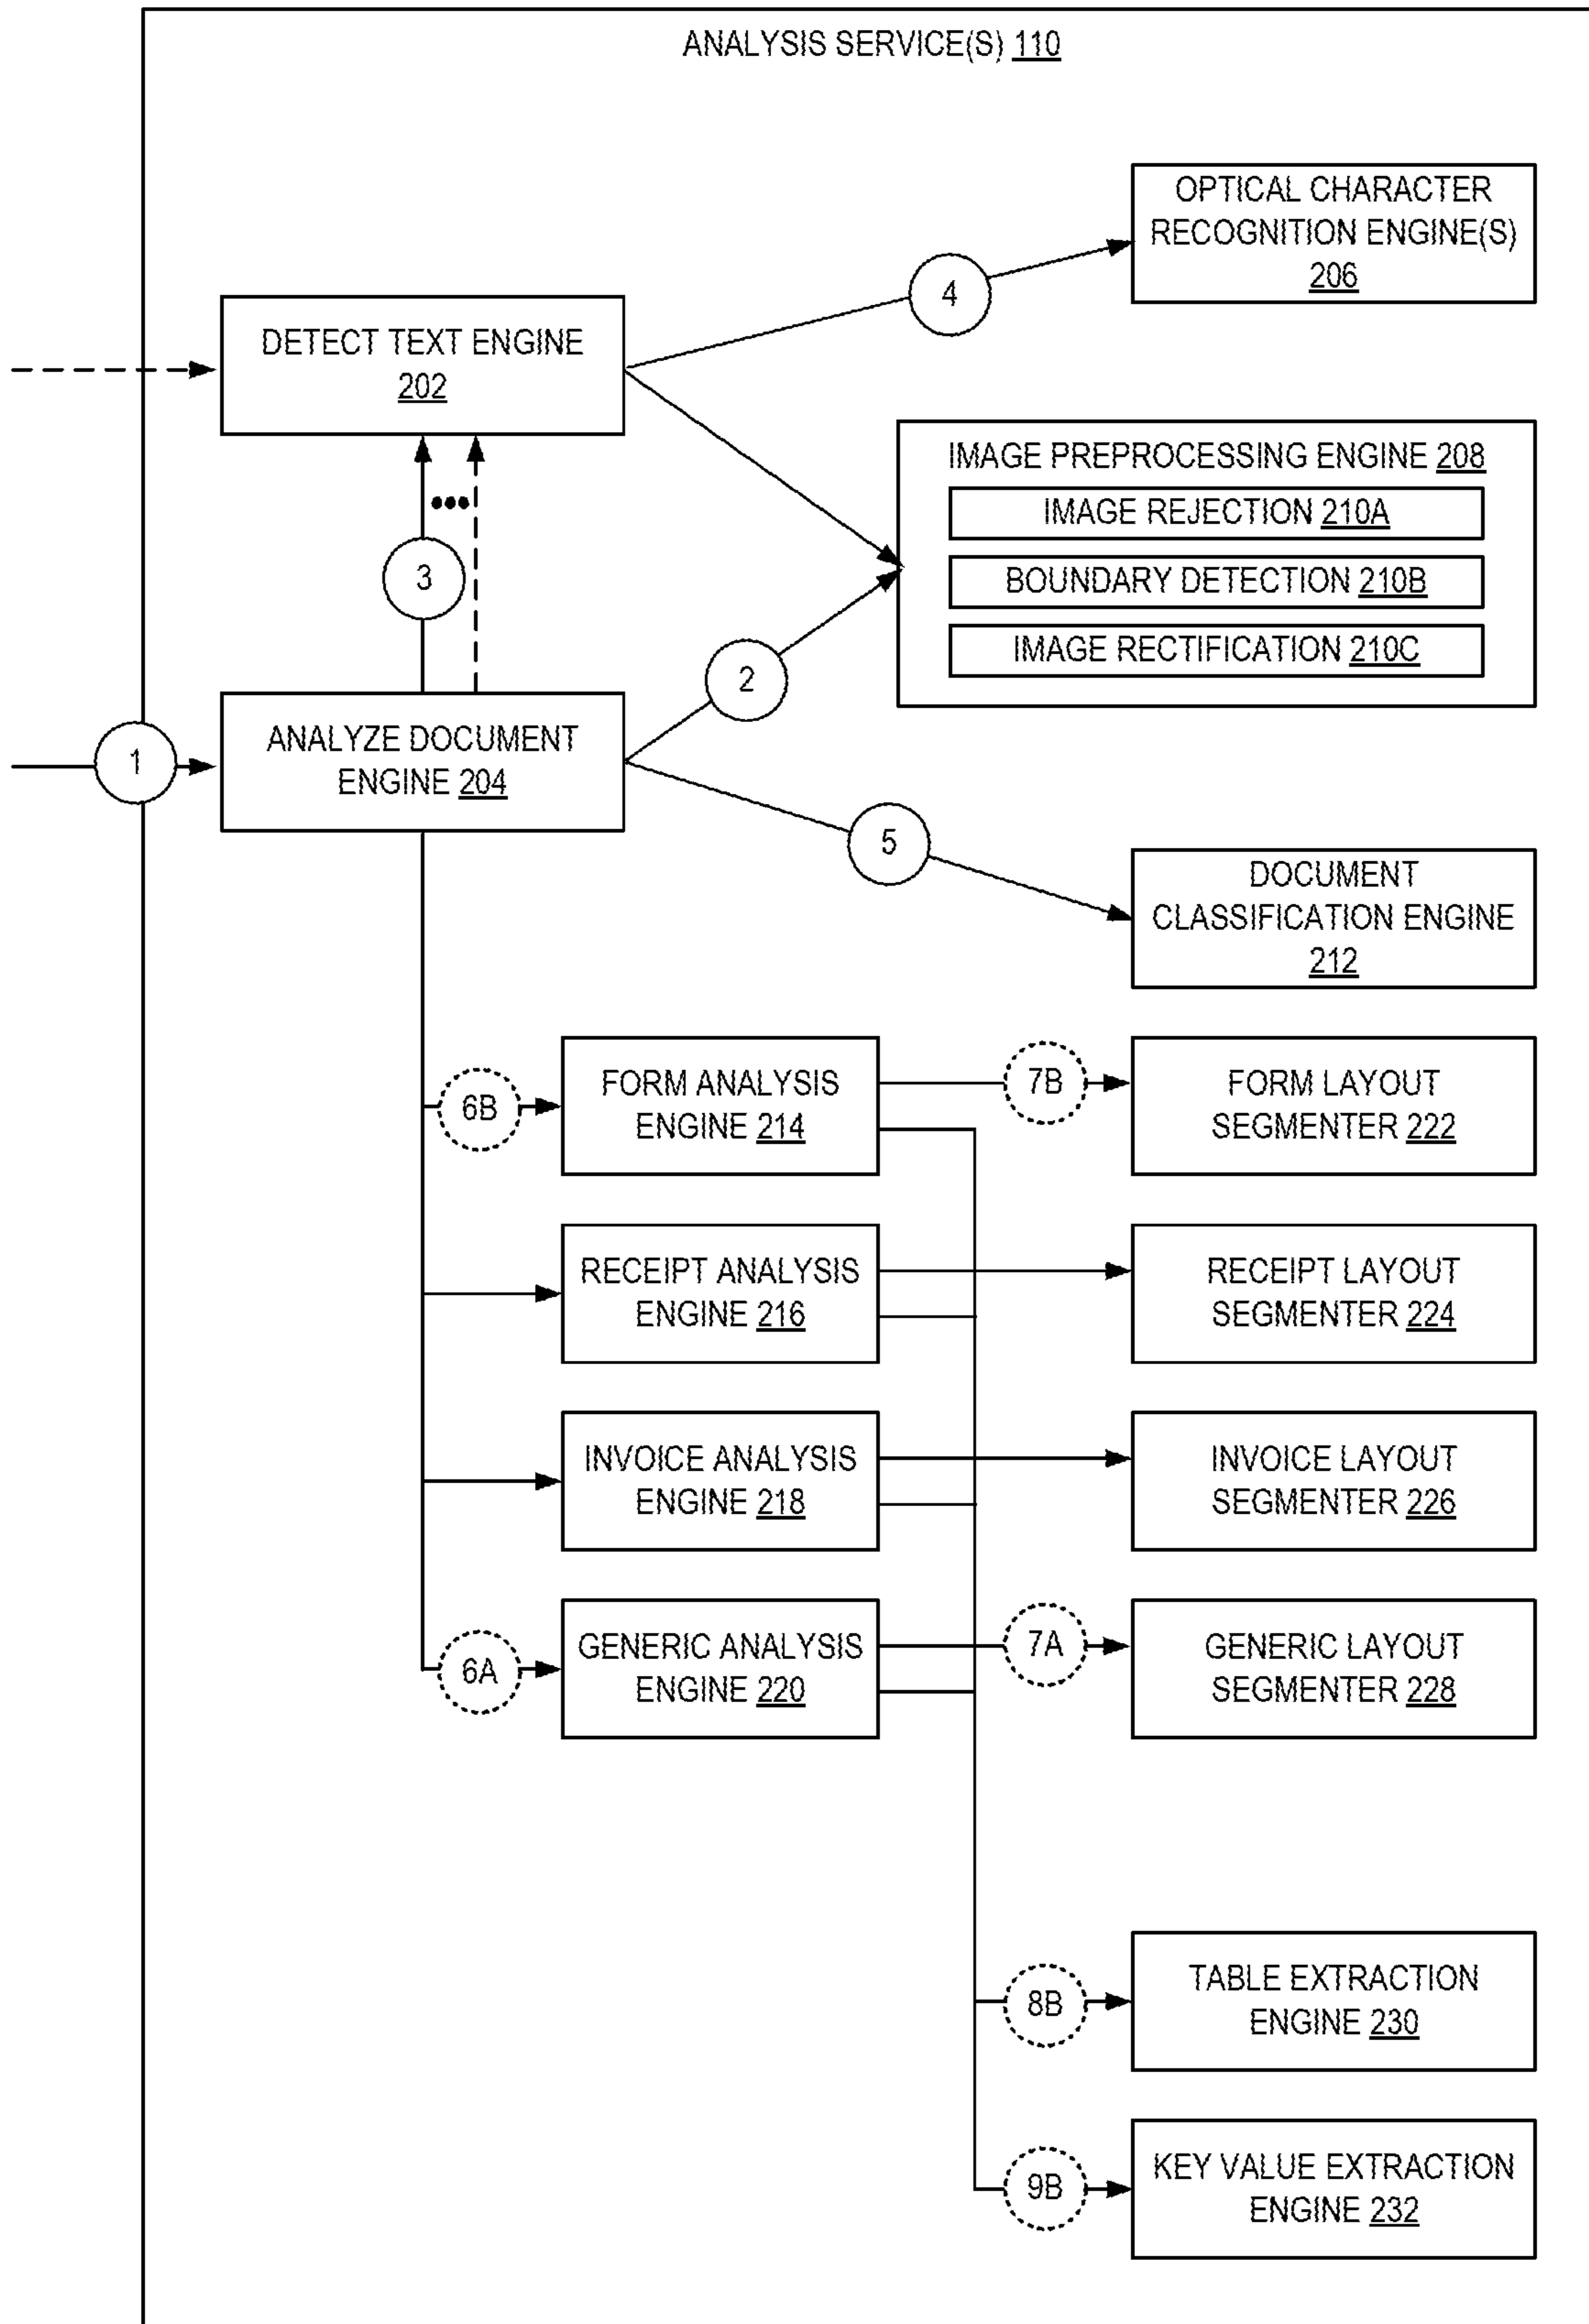 ANALYSIS SERVICE(S) 110
OPTICAL CHARACTER
RECOGNITION ENGINE(S)
206
4
DETECT TEXT ENGINE
202
IMAGE PREPROCESSING ENGINE 208
IMAGE REJECTION 210A
BOUNDARY DETECTION 210B
IMAGE RECTIFICATION 210C
3
2
1
ANALYZE DOCUMENT
ENGINE 204
5
DOCUMENT
CLASSIFICATION ENGINE
212
6B
FORM ANALYSIS
ENGINE 214
7B
FORM LAYOUT
SEGMENTER 222
RECEIPT ANALYSIS
ENGINE 216
RECEIPT LAYOUT
SEGMENTER 224
INVOICE ANALYSIS
ENGINE 218
INVOICE LAYOUT
SEGMENTER 226
6A
GENERIC ANALYSIS
ENGINE 220
7A
GENERIC LAYOUT
SEGMENTER 228
8B
TABLE EXTRACTION
ENGINE 230
9B
KEY VALUE EXTRACTION
ENGINE 232